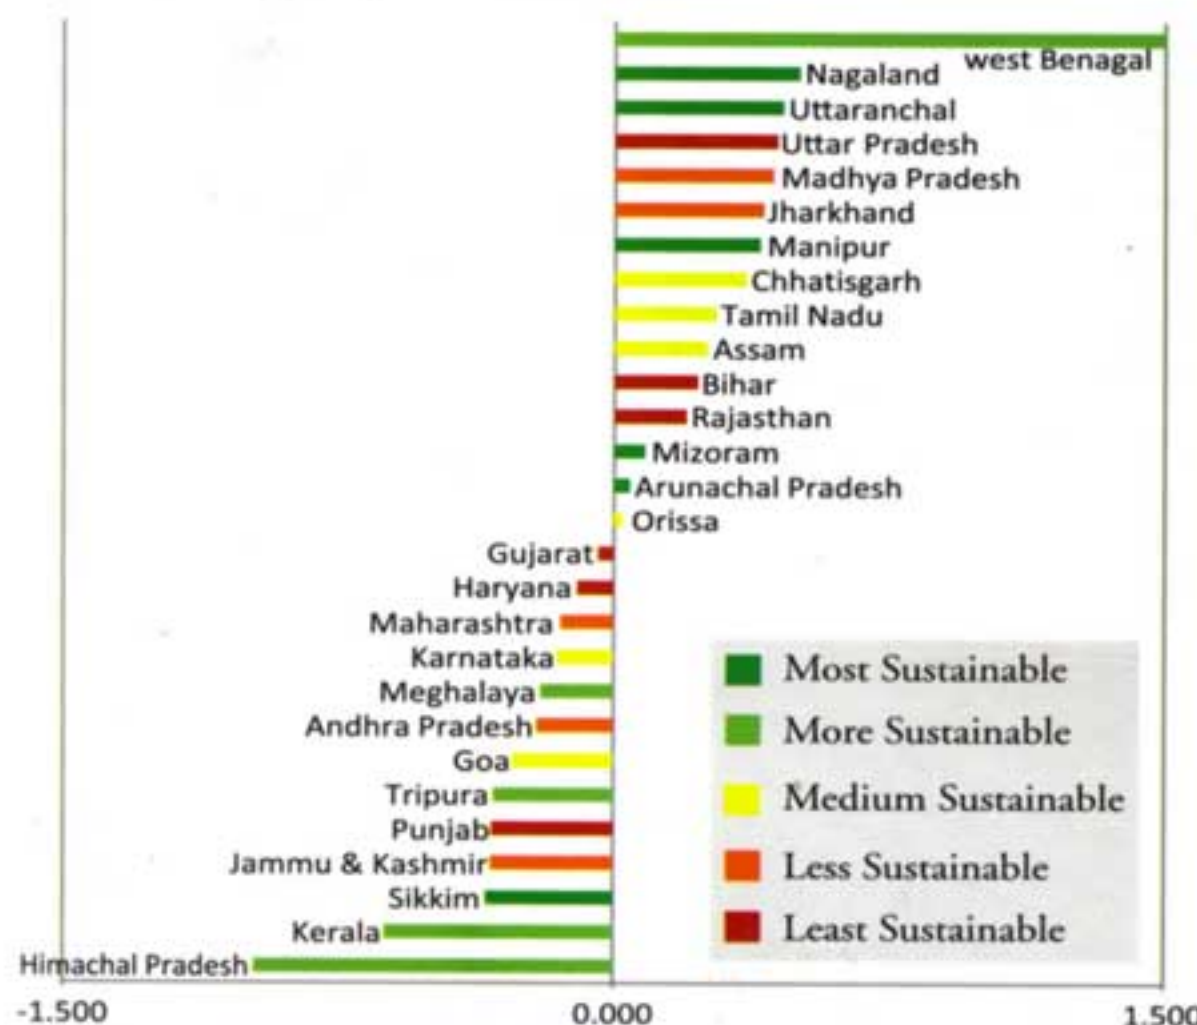 west Benagal
Nagaland
Uttaranchal
Uttar Pradesh
Madhya Pradesh
Jharkhand
Manipur
Chhatisgarh
Tamil Nadu
Assam
Bihar
Rajasthan
Mizoram
Arunachal Pradesh
Orissa
Gujarat
Haryana
Maharashtra
Karnataka
Meghalaya
Andhra Pradesh
Goa
Tripura
Punjab
Jammu & Kashmir
Sikkim
Kerala
Himachal Pradesh
Most Sustainable
More Sustainable
Medium Sustainable
Less Sustainable
Least Sustainable
-1.500 0.000 1.500